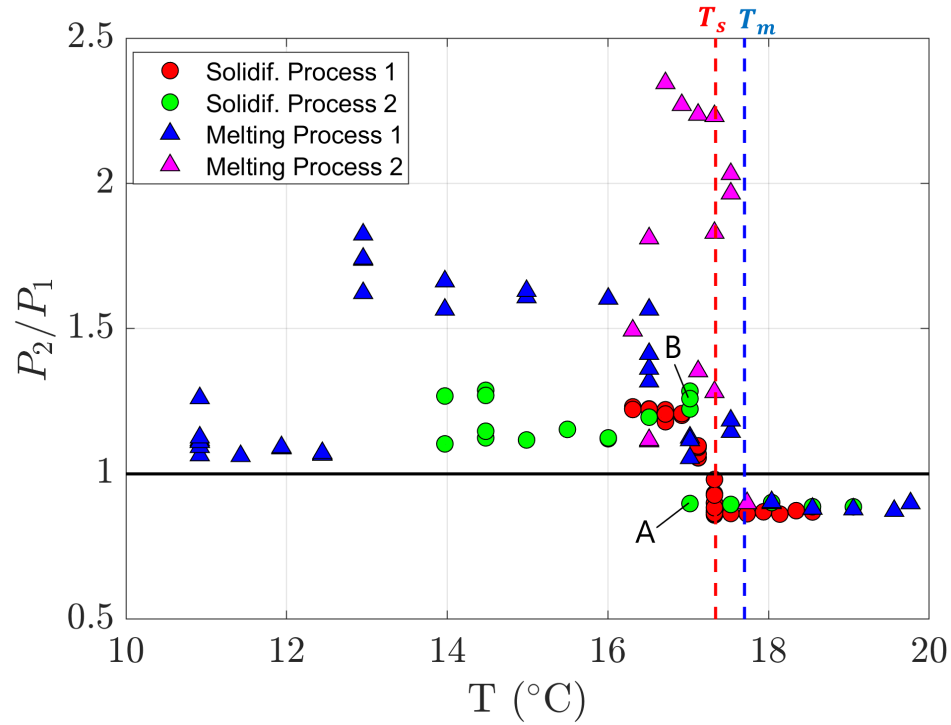 T_s T_m
2.5
Solidif. Process 1
Solidif. Process 2
Melting Process 1
Melting Process 2
2
P_2/P_1
1.5
B
1
A
0.5
10 12 14 16 18 20
T (°C)